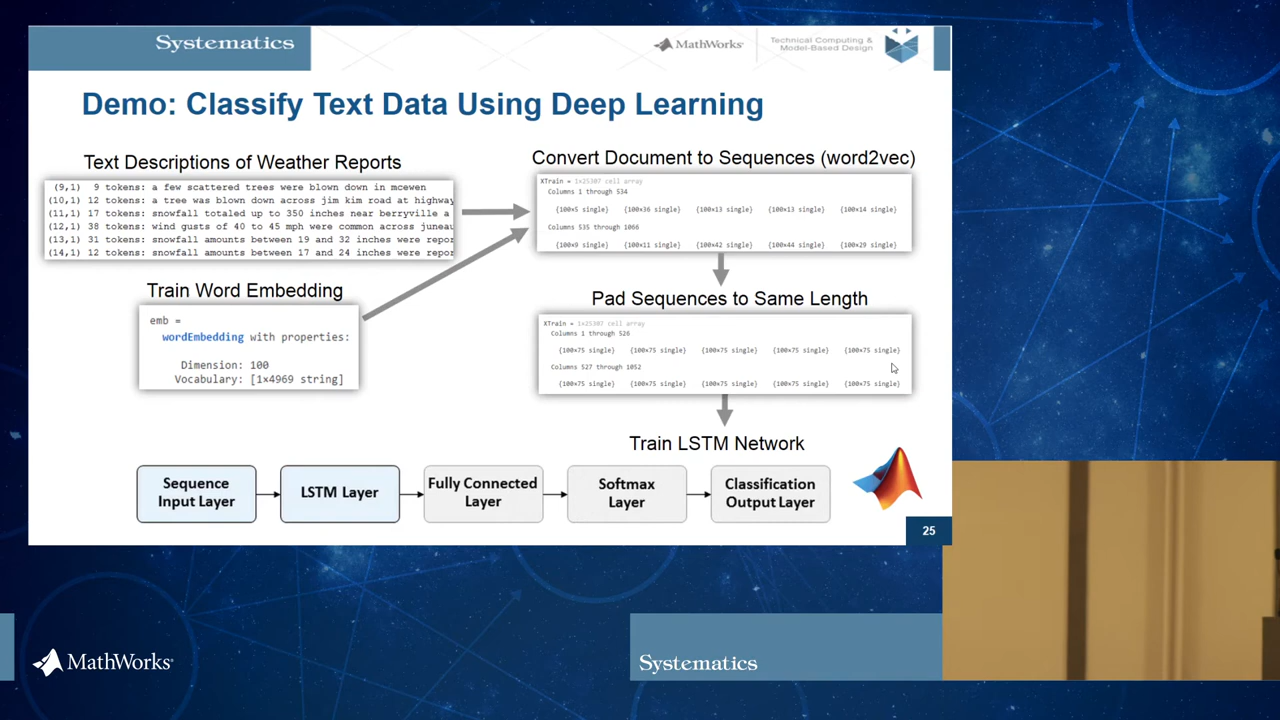 Systematics
MathWorks
Technical Computing &
Model-Based Design
Demo: Classify Text Data Using Deep Learning
Text Descriptions of Weather Reports
(9,1) 9 tokens: a few scattered trees were blown down in mcewen
(10,1) 12 tokens: a tree was blown down across jim kim road at highway
(11,1) 17 tokens: snowfall totaled up to 350 inches near berryville a
(12,1) 38 tokens: wind gusts of 40 to 45 mph were common across juneau
(13,1) 31 tokens: snowfall amounts between 19 and 32 inches were repor
(14,1) 12 tokens: snowfall amounts between 17 and 24 inches were repor
Train Word Embedding
emb =
wordEmbedding with properties:
Dimension: 100
Vocabulary: [1x4969 string]
Convert Document to Sequences (word2vec)
XTrain = 1×25307 cell array
Columns 1 through 534
{100×5 single} {100×36 single} {100×13 single} {100×13 single} {100×14 single}
Columns 535 through 1066
{100×9 single} {100×11 single} {100×42 single} {100×44 single} {100×29 single}
Pad Sequences to Same Length
XTrain = 1×25307 cell array
Columns 1 through 526
{100×75 single} {100×75 single} {100×75 single} {100×75 single} {100×75 single}
Columns 527 through 1052
{100×75 single} {100×75 single} {100×75 single} {100×75 single} {100×75 single}
Train LSTM Network
Sequence
Input Layer
LSTM Layer
Fully Connected
Layer
Softmax
Layer
Classification
Output Layer
25
MathWorks
Systematics